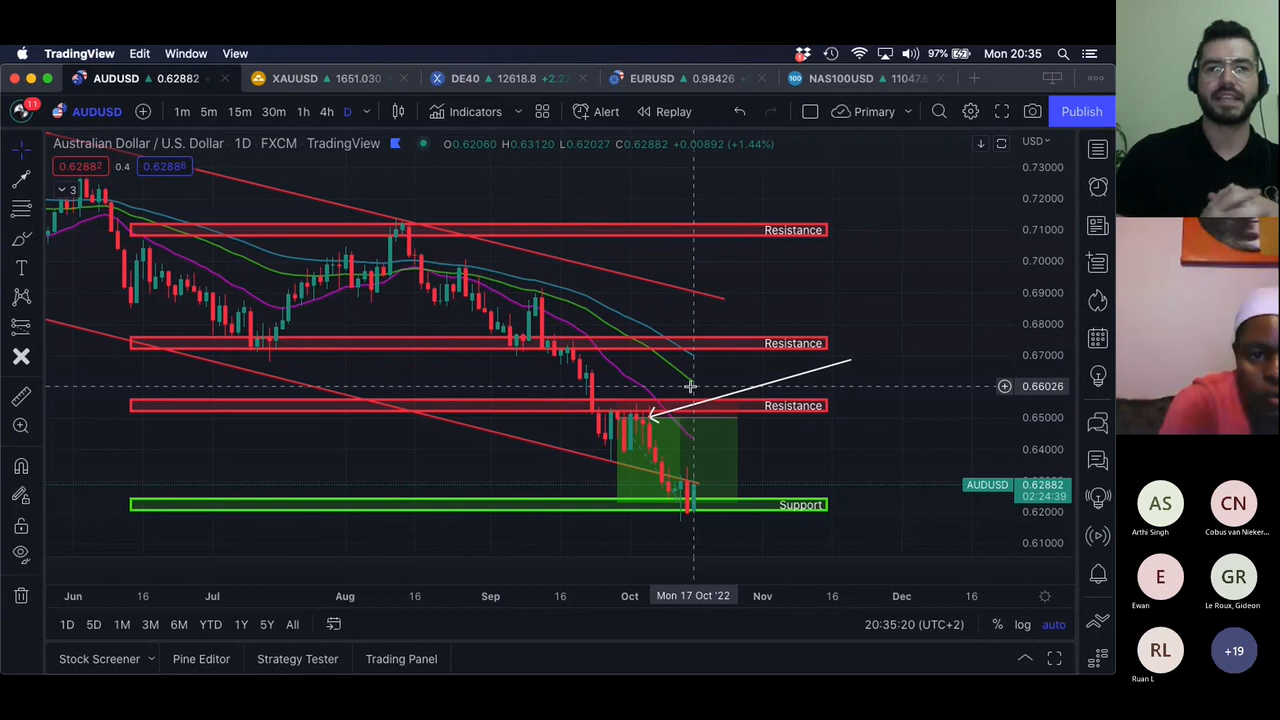 TradingView Edit Window View 97% Mon 20:35
AUDUSD 0.62882 XAUUSD 1651.030 DE40 12618.8 +2.2 EURUSD 0.98426 NAS100USD 11047.
11 AUDUSD 1m 5m 15m 30m 1h 4h D Indicators Alert Replay Primary Publish
Australian Dollar / U.S. Dollar · 1D · FXCM · TradingView O0.62060 H0.63120 L0.62027 C0.62882 +0.00892 (+1.44%) USD
0.62882 0.4 0.62886
3
0.73000
0.72000
Resistance 0.71000
0.70000
0.69000
0.68000
Resistance
0.67000
0.66026
Resistance
0.65000
0.64000
AUDUSD 0.62882
02:24:39
Support
0.62000
0.61000
Jun 16 Jul Aug 16 Sep 16 Oct Mon 17 Oct '22 Nov 16 Dec 16
1D 5D 1M 3M 6M YTD 1Y 5Y All 20:35:20 (UTC+2) % log auto
Stock Screener Pine Editor Strategy Tester Trading Panel
AS CN
Arthi Singh Cobus van Nieker...
E GR
Ewan Le Roux, Gideon
RL +19
Ruan L